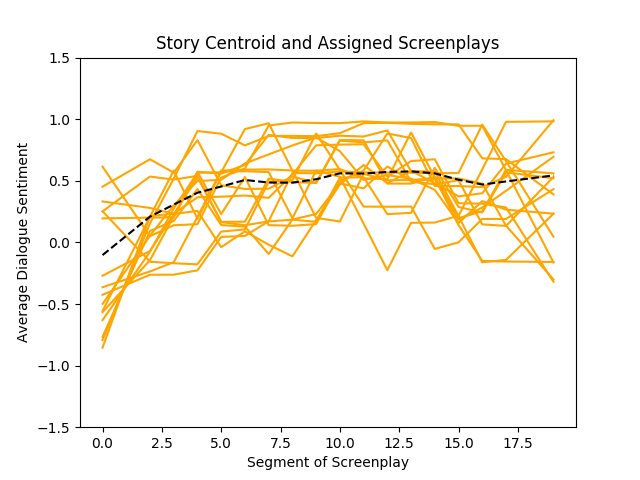 Story Centroid and Assigned Screenplays
1.5
1.0
0.5
0.0
−0.5
−1.0
−1.5
Average Dialogue Sentiment
0.0 2.5 5.0 7.5 10.0 12.5 15.0 17.5
Segment of Screenplay